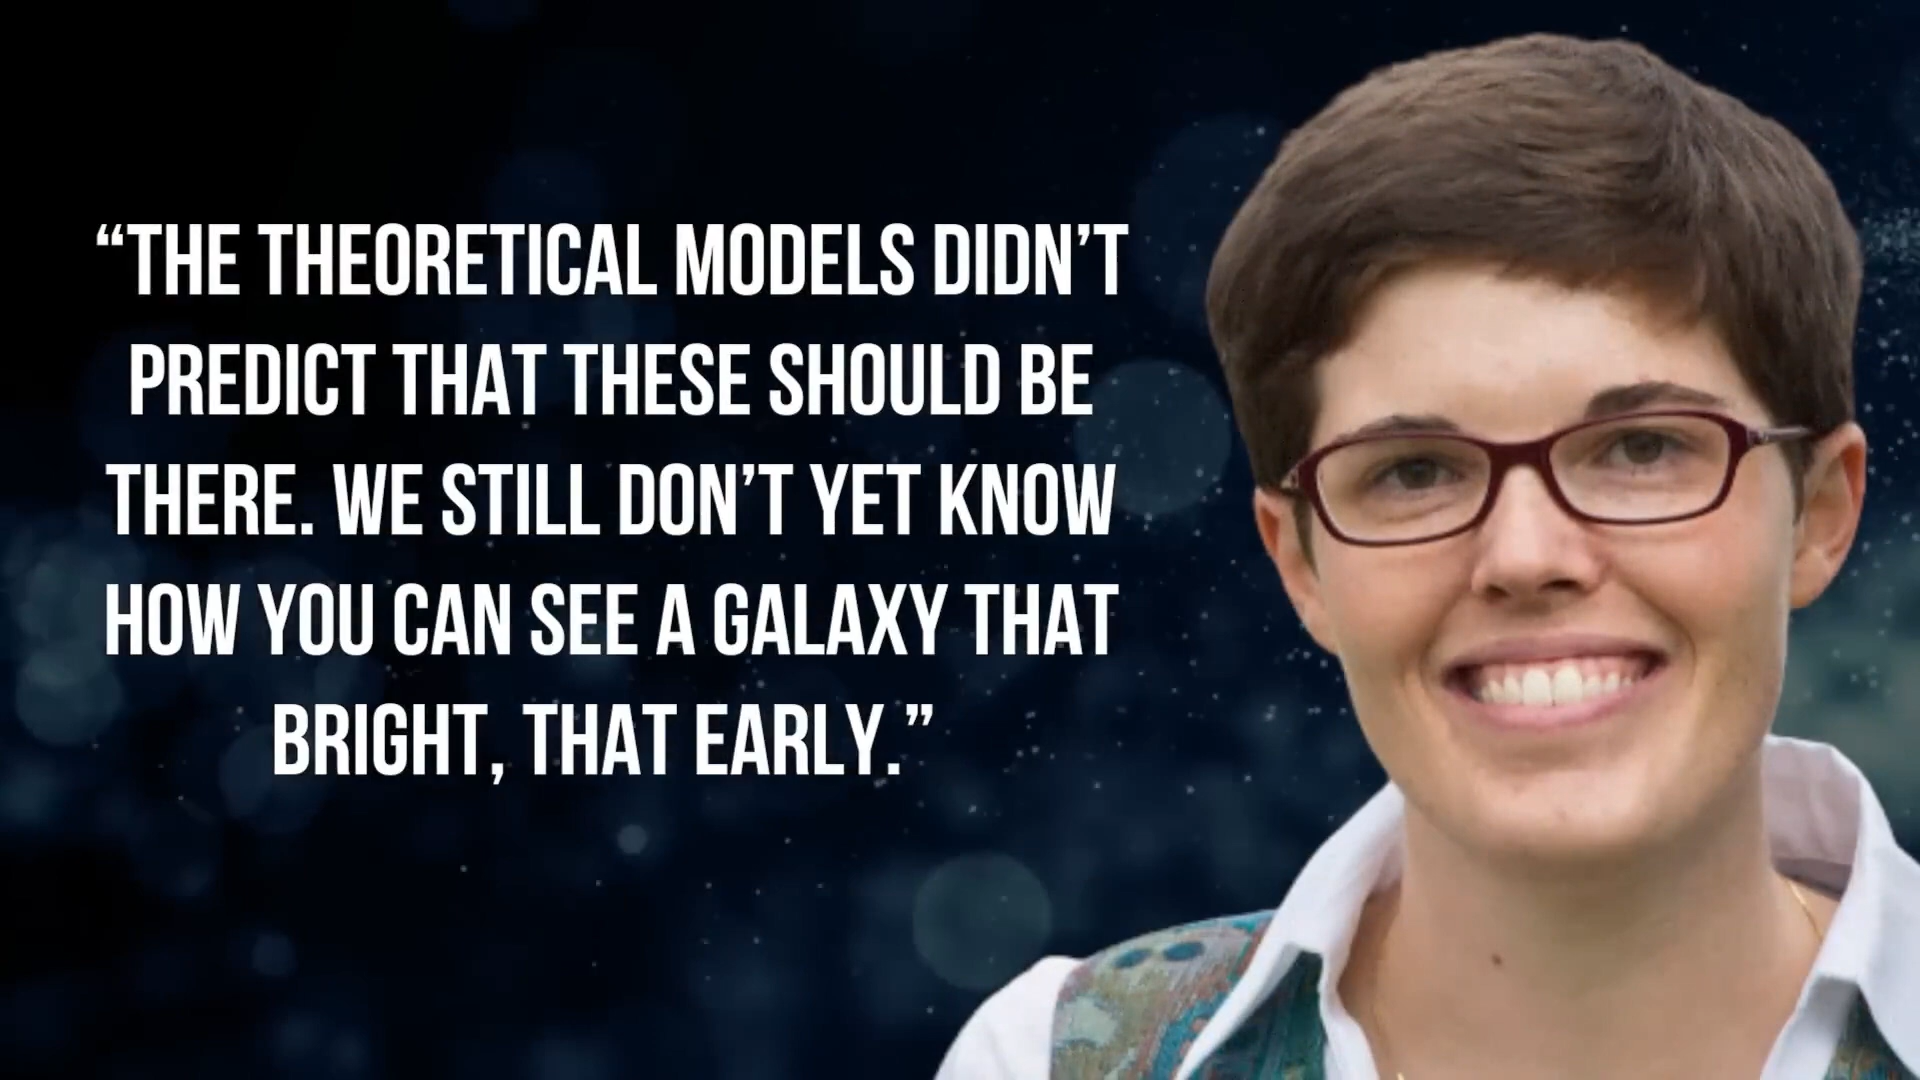 “THE THEORETICAL MODELS DIDN’T
PREDICT THAT THESE SHOULD BE
THERE. WE STILL DON’T YET KNOW
HOW YOU CAN SEE A GALAXY THAT
BRIGHT, THAT EARLY.”